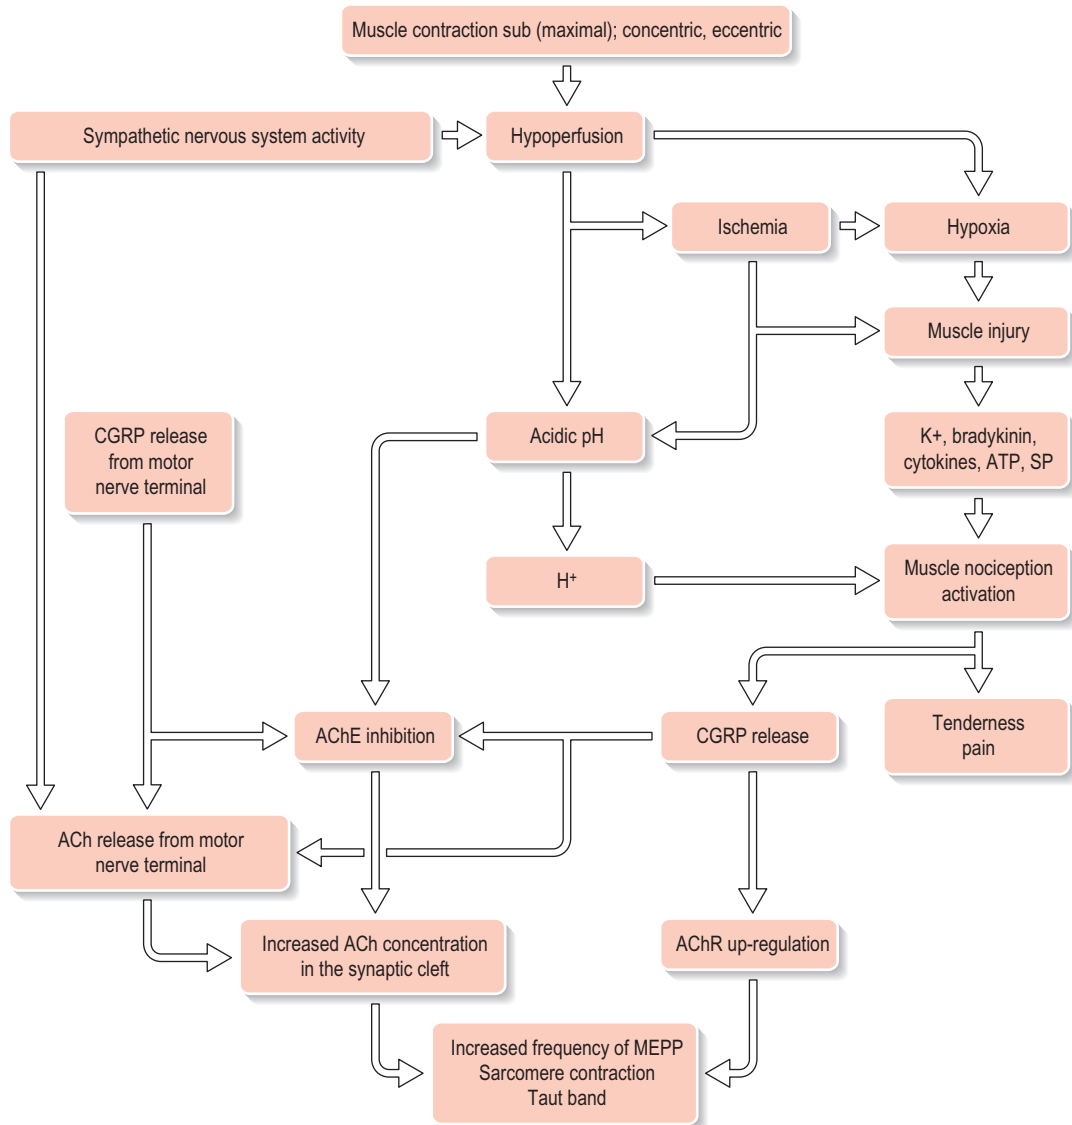 Muscle contraction sub (maximal); concentric, eccentric
Sympathetic nervous system activity
Hypoperfusion
Ischemia
Hypoxia
Muscle injury
CGRP release
from motor
nerve terminal
Acidic pH
K+, bradykinin,
cytokines, ATP, SP
H⁺
Muscle nociception
activation
AChE inhibition
CGRP release
Tenderness
pain
ACh release from motor
nerve terminal
Increased ACh concentration
in the synaptic cleft
AChR up-regulation
Increased frequency of MEPP
Sarcomere contraction
Taut band